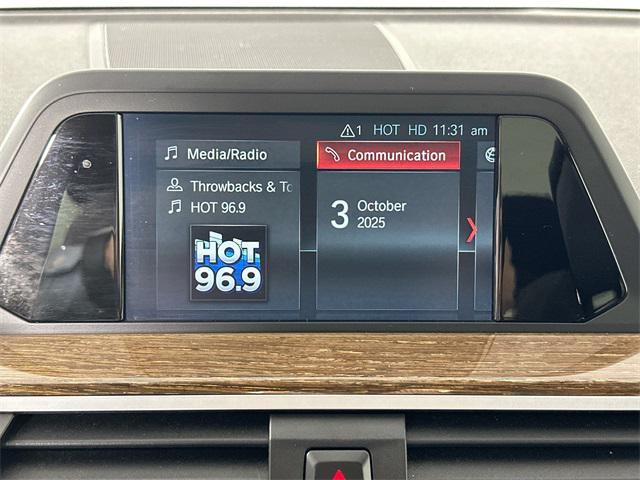 1 HOT HD 11:31 am
Media/Radio
Communication
Throwbacks & To
HOT 96.9
3 October
2025
HOT
96.9